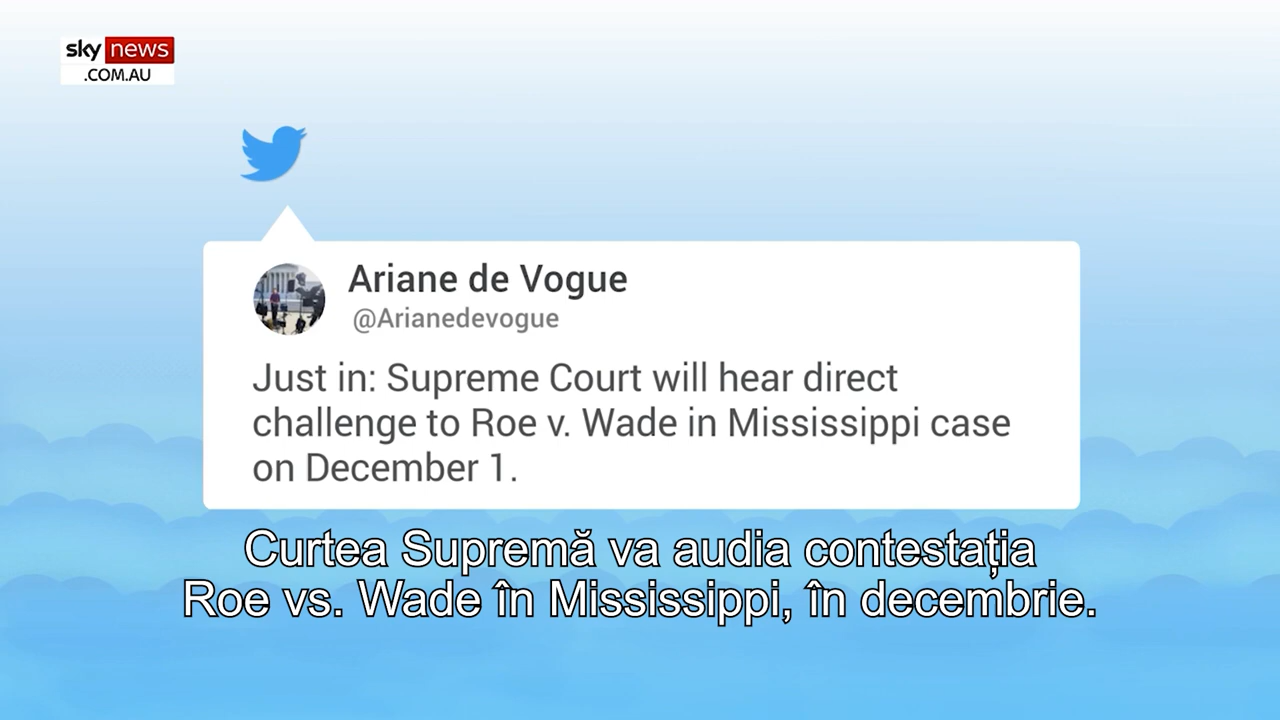 sky news
.COM.AU
Ariane de Vogue
@Arianedevogue
Just in: Supreme Court will hear direct
challenge to Roe v. Wade in Mississippi case
on December 1.
Curtea Supremă va audia contestația
Roe vs. Wade în Mississippi, în decembrie.